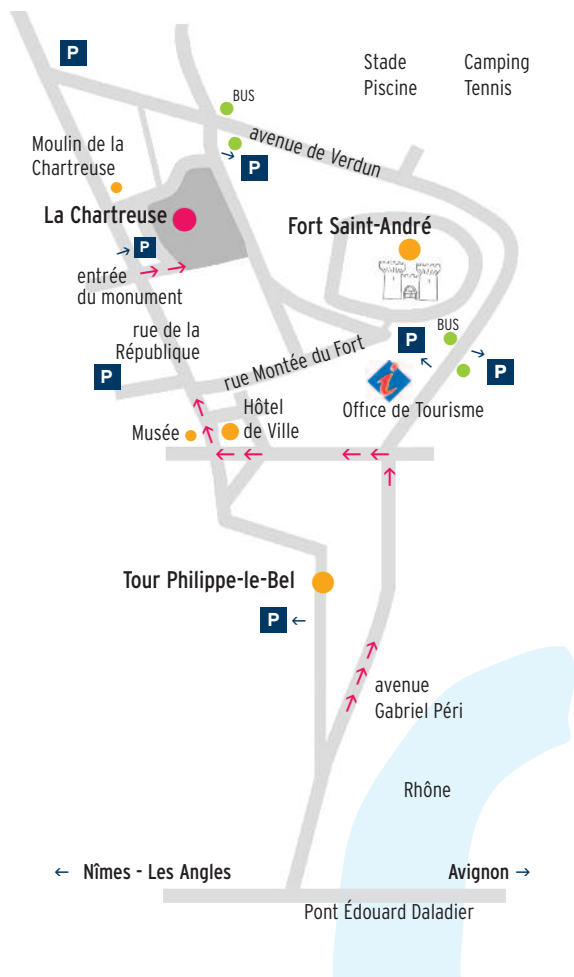 P
Stade
Piscine
Camping
Tennis
BUS
avenue de Verdun
P
Moulin de la
Chartreuse
La Chartreuse
P
Fort Saint-André
entrée
du monument
rue de la
République
BUS
P
P
P
rue Montée du Fort
i
Office de Tourisme
Hôtel
de Ville
Musée
Tour Philippe-le-Bel
P ←
avenue
Gabriel Péri
Rhône
← Nîmes - Les Angles
Avignon →
Pont Édouard Daladier